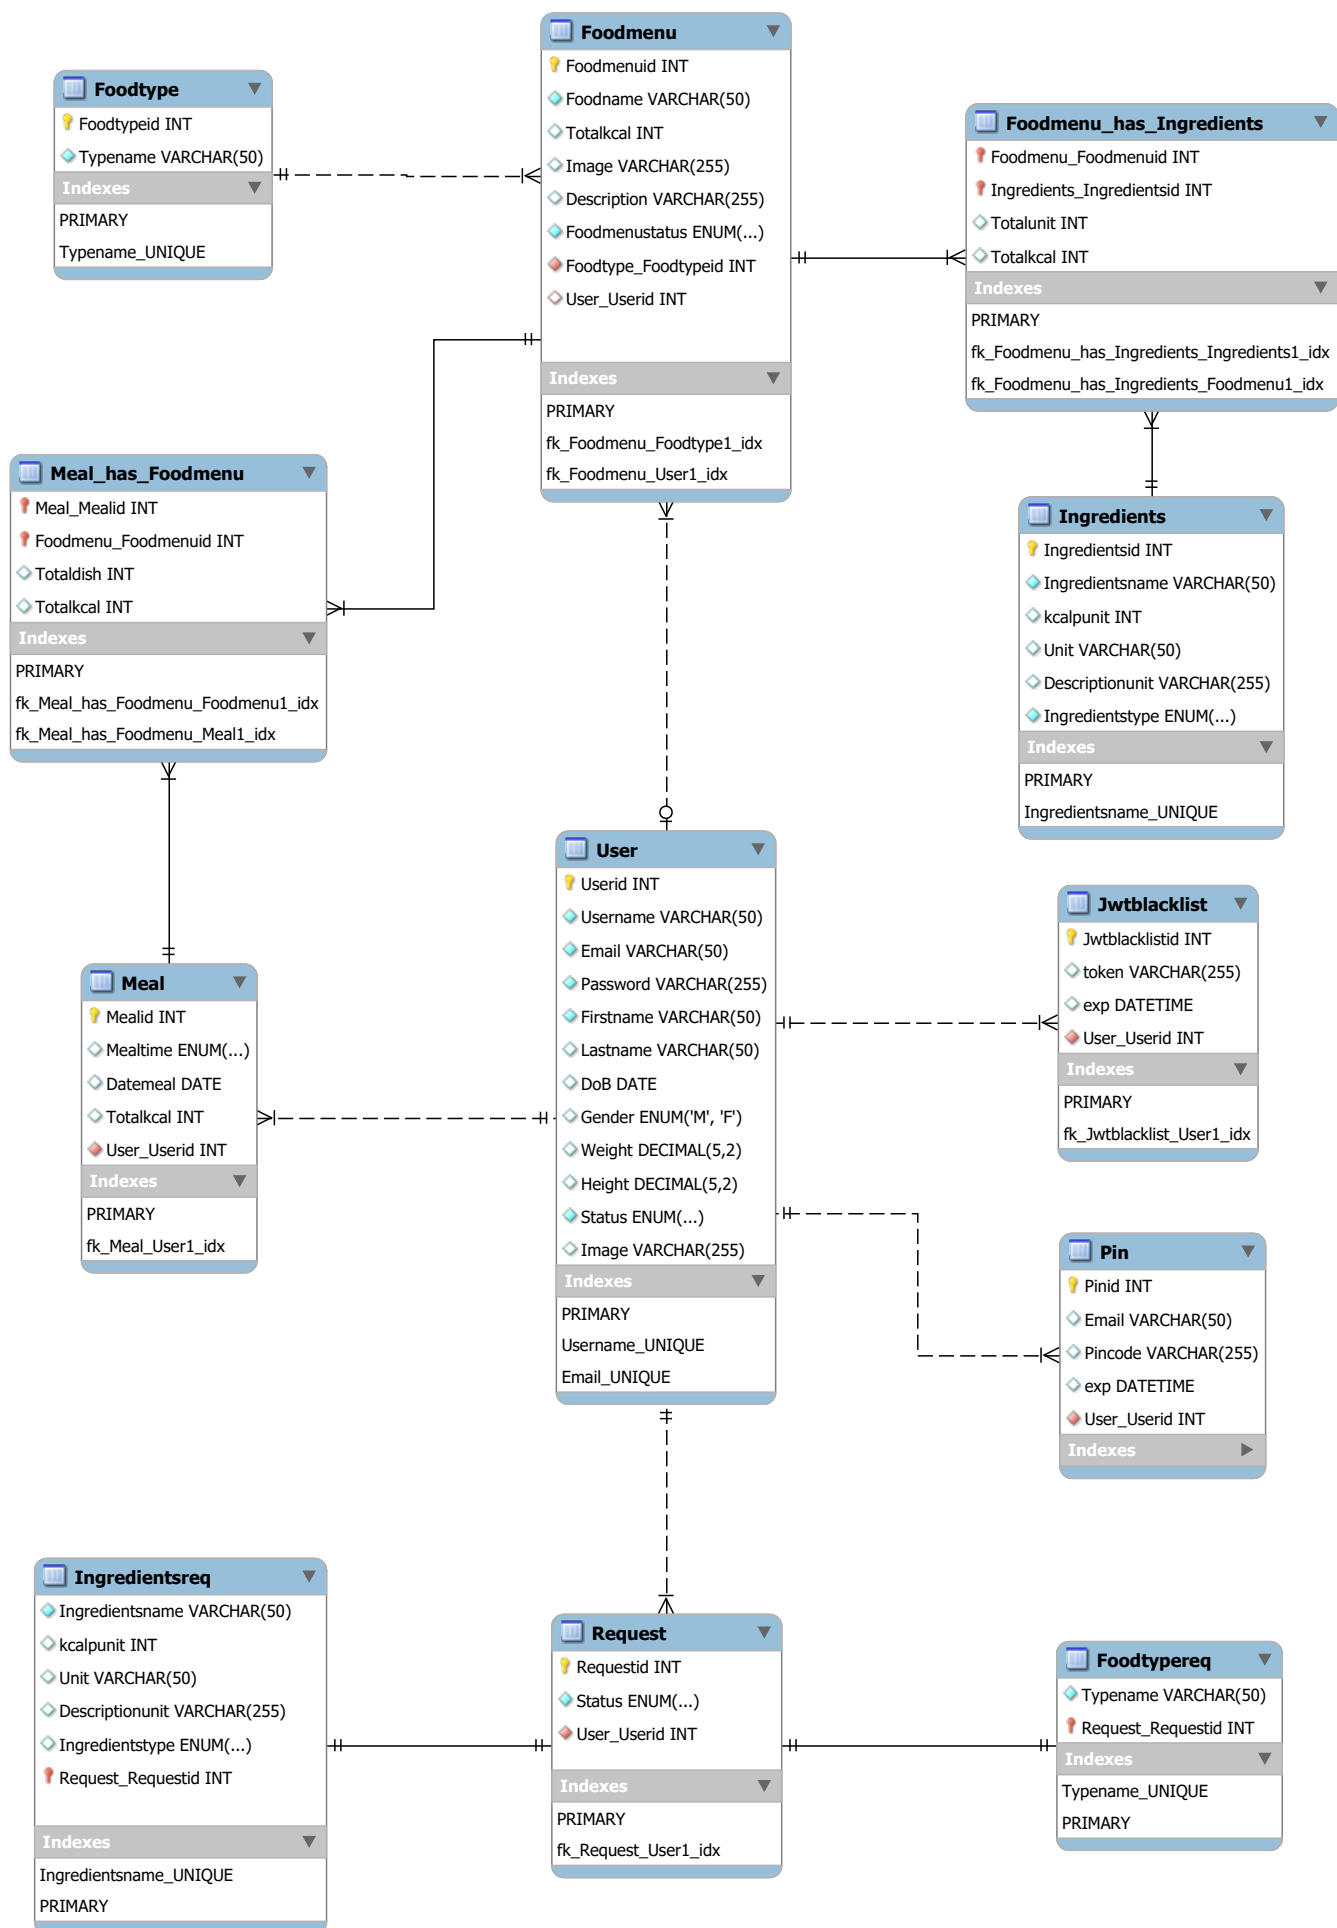 Foodmenu
Foodmenuid INT
Foodname VARCHAR(50)
Totalkcal INT
Image VARCHAR(255)
Description VARCHAR(255)
Foodmenustatus ENUM(...)
Foodtype_Foodtypeid INT
User_Userid INT
Indexes
PRIMARY
fk_Foodmenu_Foodtype1_idx
fk_Foodmenu_User1_idx
Foodtype
Foodtypeid INT
Typename VARCHAR(50)
Indexes
PRIMARY
Typename_UNIQUE
Foodmenu_has_Ingredients
Foodmenu_Foodmenuid INT
Ingredients_Ingredientsid INT
Totalunit INT
Totalkcal INT
Indexes
PRIMARY
fk_Foodmenu_has_Ingredients_Ingredients1_idx
fk_Foodmenu_has_Ingredients_Foodmenu1_idx
Meal_has_Foodmenu
Meal_Mealid INT
Foodmenu_Foodmenuid INT
Totaldish INT
Totalkcal INT
Indexes
PRIMARY
fk_Meal_has_Foodmenu_Foodmenu1_idx
fk_Meal_has_Foodmenu_Meal1_idx
Ingredients
Ingredientsid INT
Ingredientsname VARCHAR(50)
kcalpunit INT
Unit VARCHAR(50)
Descriptionunit VARCHAR(255)
Ingredientstype ENUM(...)
Indexes
PRIMARY
Ingredientsname_UNIQUE
User
Userid INT
Username VARCHAR(50)
Email VARCHAR(50)
Password VARCHAR(255)
Firstname VARCHAR(50)
Lastname VARCHAR(50)
DoB DATE
Gender ENUM('M', 'F')
Weight DECIMAL(5,2)
Height DECIMAL(5,2)
Status ENUM(...)
Image VARCHAR(255)
Indexes
PRIMARY
Username_UNIQUE
Email_UNIQUE
Jwtblacklist
Jwtblacklistid INT
token VARCHAR(255)
exp DATETIME
User_Userid INT
Indexes
PRIMARY
fk_Jwtblacklist_User1_idx
Meal
Mealid INT
Mealtime ENUM(...)
Datemeal DATE
Totalkcal INT
User_Userid INT
Indexes
PRIMARY
fk_Meal_User1_idx
Pin
Pinid INT
Email VARCHAR(50)
Pincode VARCHAR(255)
exp DATETIME
User_Userid INT
Indexes
Ingredientsreq
Ingredientsname VARCHAR(50)
kcalpunit INT
Unit VARCHAR(50)
Descriptionunit VARCHAR(255)
Ingredientstype ENUM(...)
Request_Requestid INT
Indexes
Ingredientsname_UNIQUE
PRIMARY
Request
Requestid INT
Status ENUM(...)
User_Userid INT
Indexes
PRIMARY
fk_Request_User1_idx
Foodtypereq
Typename VARCHAR(50)
Request_Requestid INT
Indexes
Typename_UNIQUE
PRIMARY